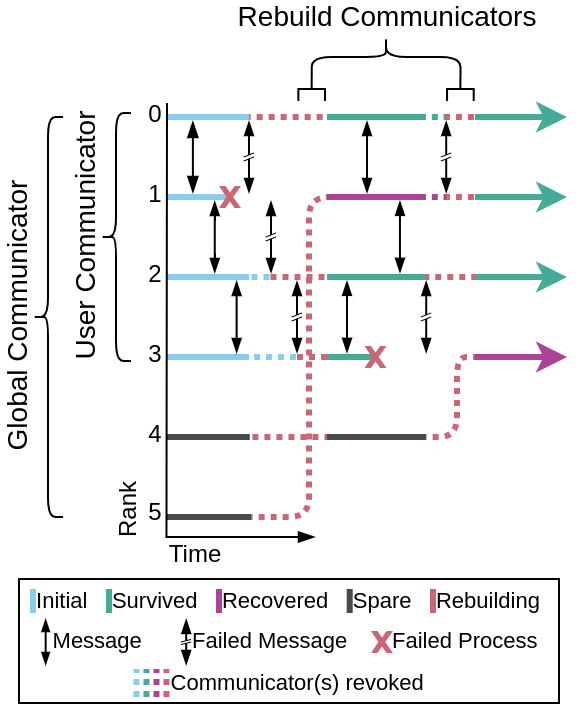 Rebuild Communicators
Global Communicator
User Communicator
0
1
2
3
4
5
Rank
Time
Initial Survived Recovered Spare Rebuilding
Message Failed Message Failed Process
Communicator(s) revoked